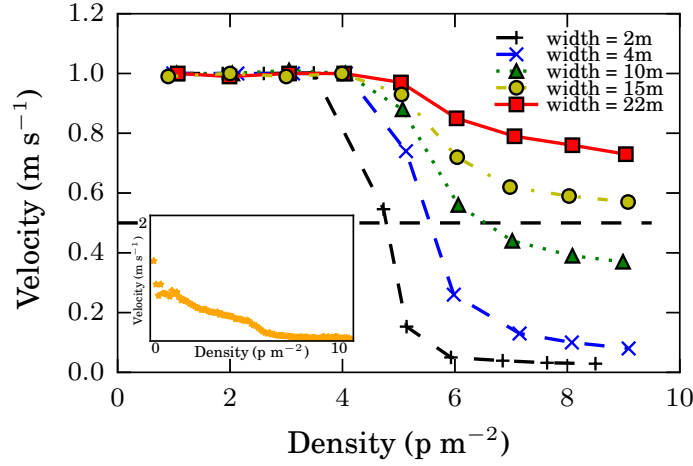 1.0
0.8
0.6
0.4
0.2
0.0
Velocity (m s⁻¹)
width = 2m
width = 4m
width = 10m
width = 15m
width = 22m
2
Velocity (m s⁻¹)
0
10
Density (p m⁻²)
0
2
4
6
8
10
Density (p m⁻²)